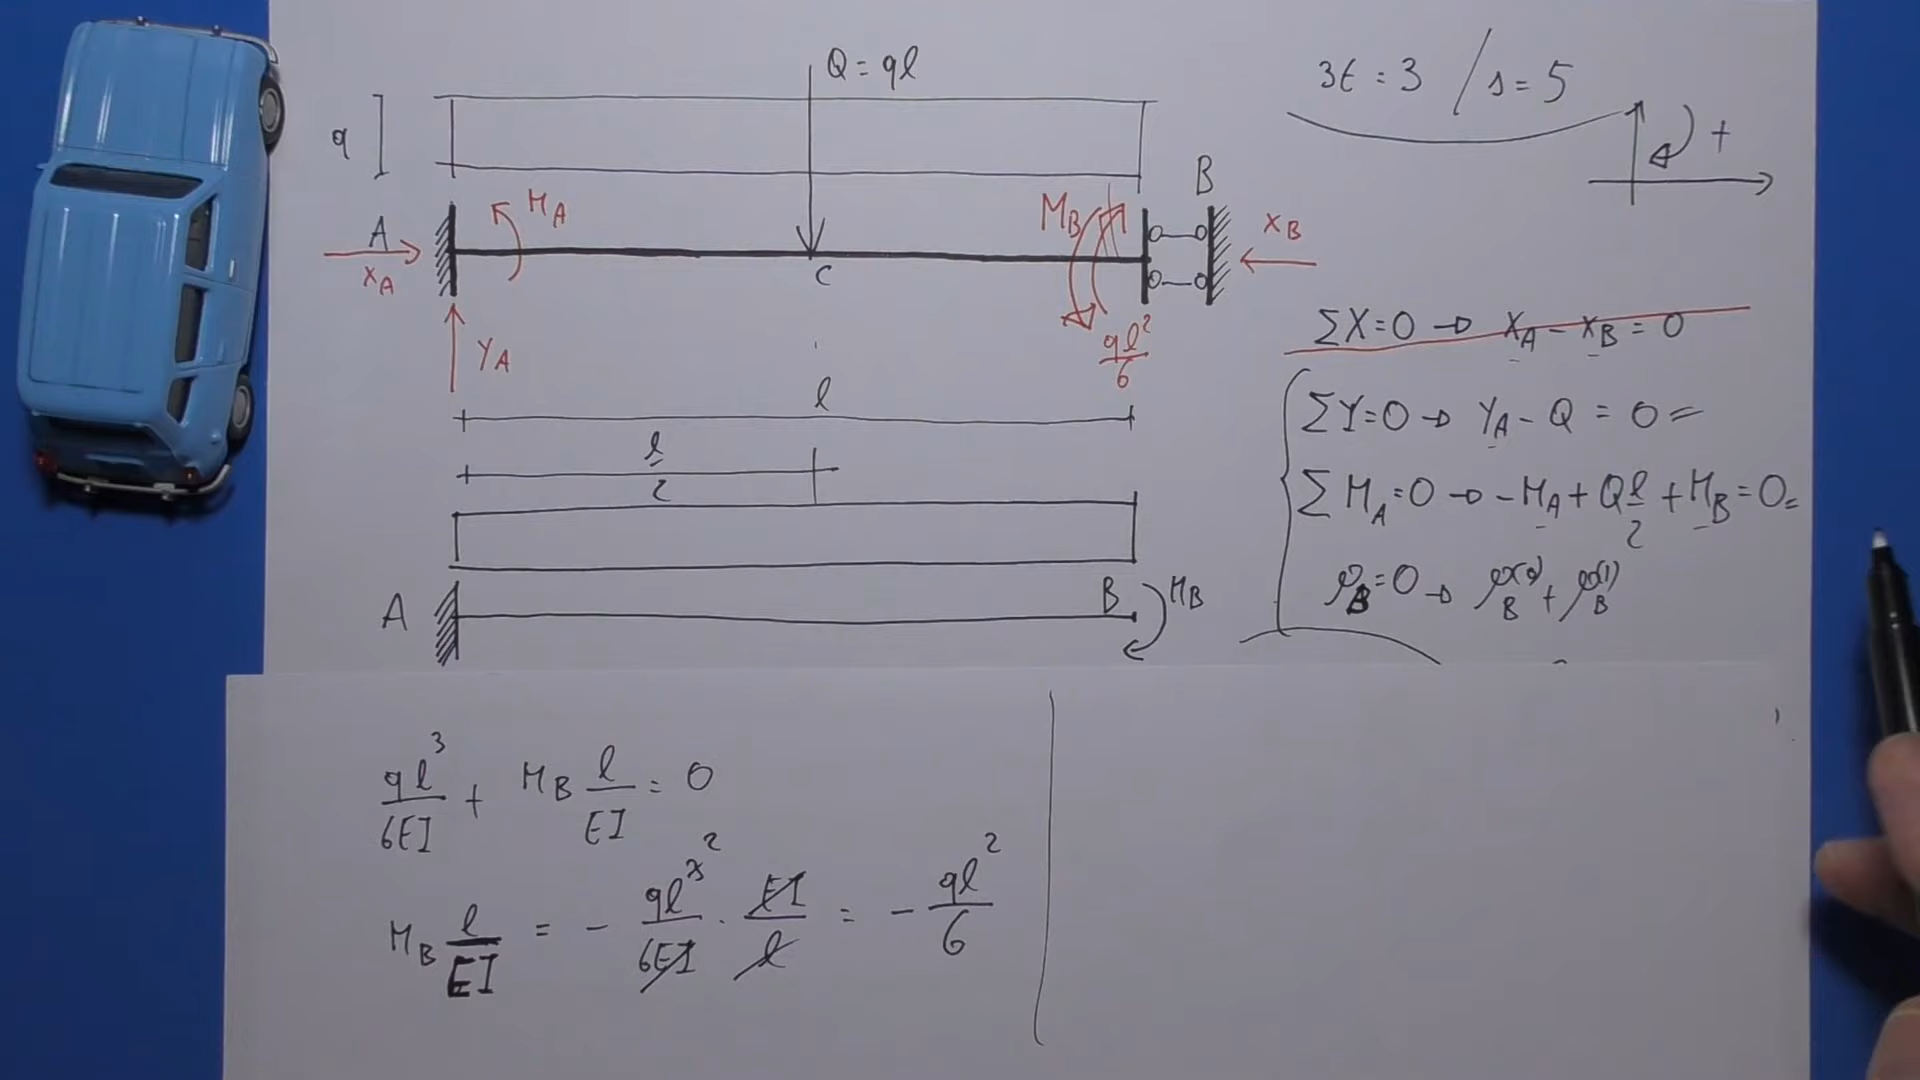 Q = ql
3t = 3 / s = 5
q
+
B
M_A
M_B
A
X_B
X_A
C
ql²/6
Y_A
ΣX=0 → X_A - X_B = 0
l
ΣY=0 → Y_A - Q = 0
l/2
ΣM_A=0 → -M_A + Q l/2 + M_B = 0
φ_B=0 → φ_B^(0) + φ_B^(1)
A
B
M_B
ql³/6EI + M_B l/EI = 0
M_B l/EI = - ql³ ²/6EI · EI/l = - ql²/6